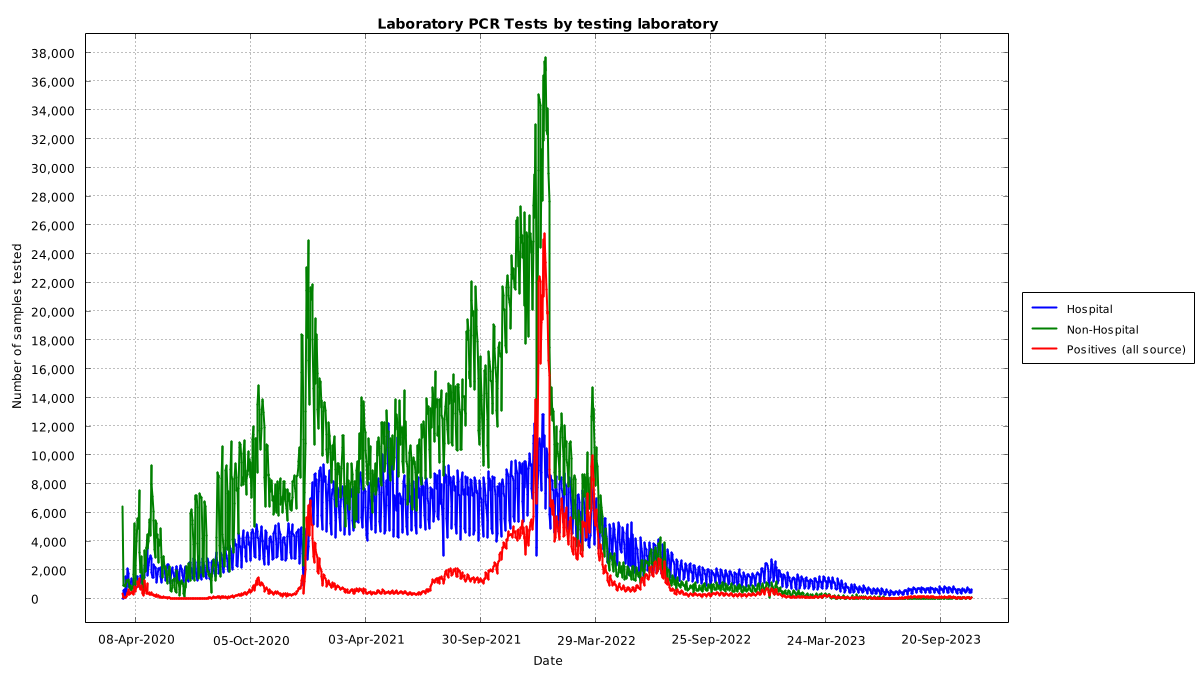 Laboratory PCR Tests by testing laboratory
38,000
36,000
34,000
32,000
30,000
28,000
26,000
24,000
22,000
20,000
18,000
16,000
14,000
12,000
10,000
8,000
6,000
4,000
2,000
0
Number of samples tested
08-Apr-2020 05-Oct-2020 03-Apr-2021 30-Sep-2021 29-Mar-2022 25-Sep-2022 24-Mar-2023 20-Sep-2023
Date
Hospital
Non-Hospital
Positives (all source)